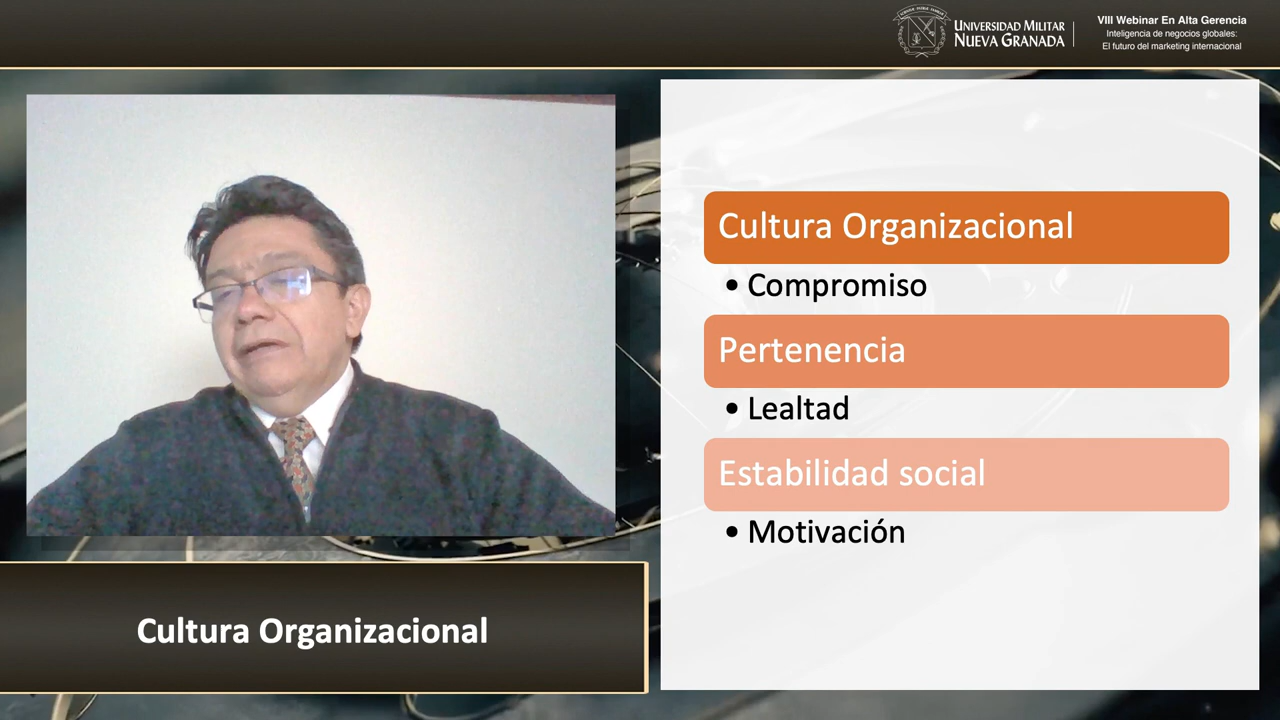 UNIVERSIDAD MILITAR
NUEVA GRANADA
VIII Webinar En Alta Gerencia
Inteligencia de negocios globales:
El futuro del marketing internacional
Cultura Organizacional
• Compromiso
Pertenencia
• Lealtad
Estabilidad social
• Motivación
Cultura Organizacional